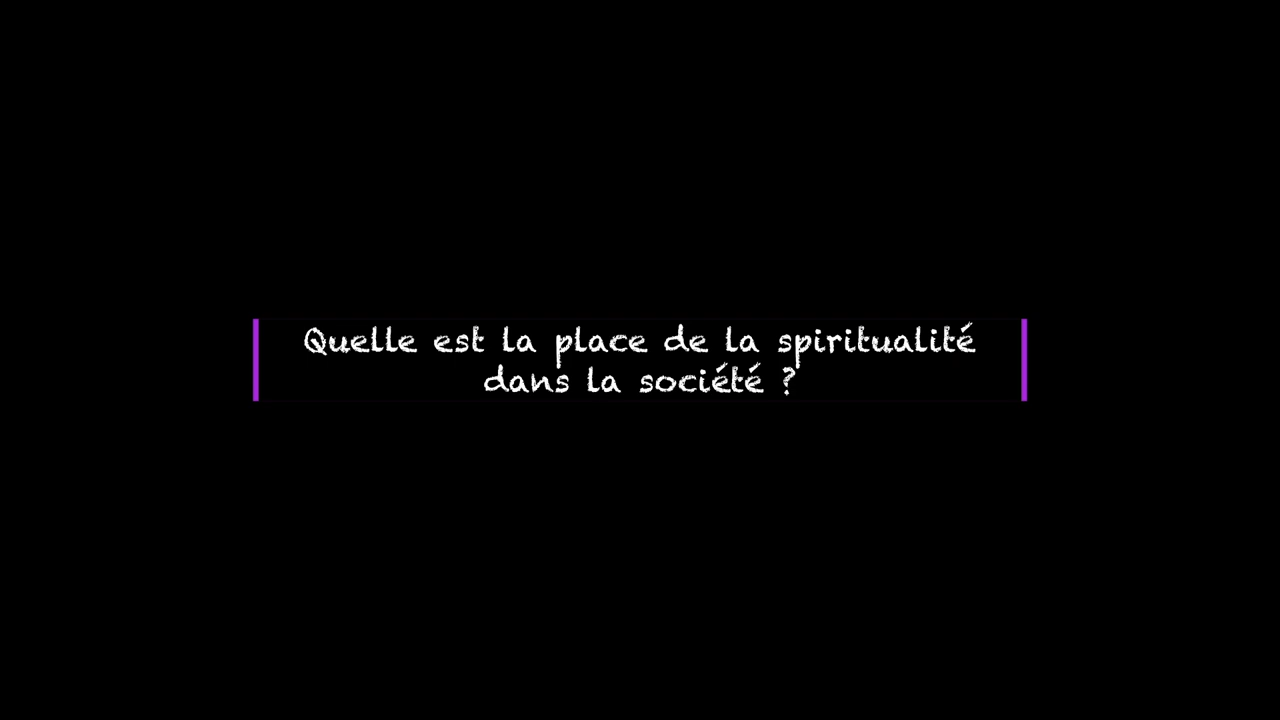 Quelle est la place de la spiritualité
dans la société ?